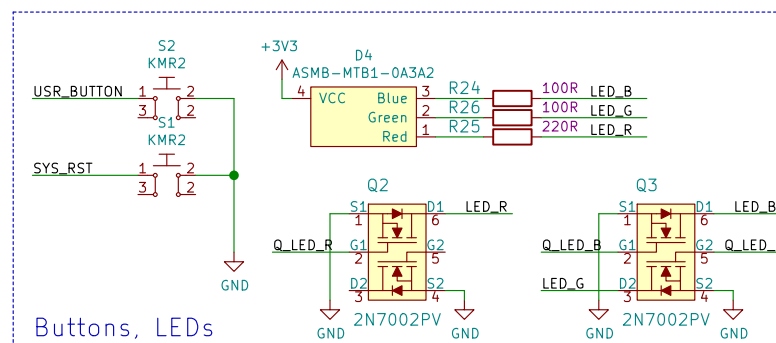 S2
KMR2
USR_BUTTON
1
2
3
2
S1
KMR2
SYS_RST
1
2
3
2
GND
+3V3
D4
ASMB-MTB1-0A3A2
4
VCC
Blue
3
R24
100R
LED_B
Green
2
R26
100R
LED_G
Red
1
R25
220R
LED_R
Q2
S1
D1
LED_R
1
6
Q_LED_R
G1
G2
2
5
D2
S2
3
4
GND
2N7002PV
GND
Q3
S1
D1
LED_B
1
6
Q_LED_B
G1
G2
Q_LED_
2
5
LED_G
D2
S2
3
4
GND
2N7002PV
GND
Buttons, LEDs